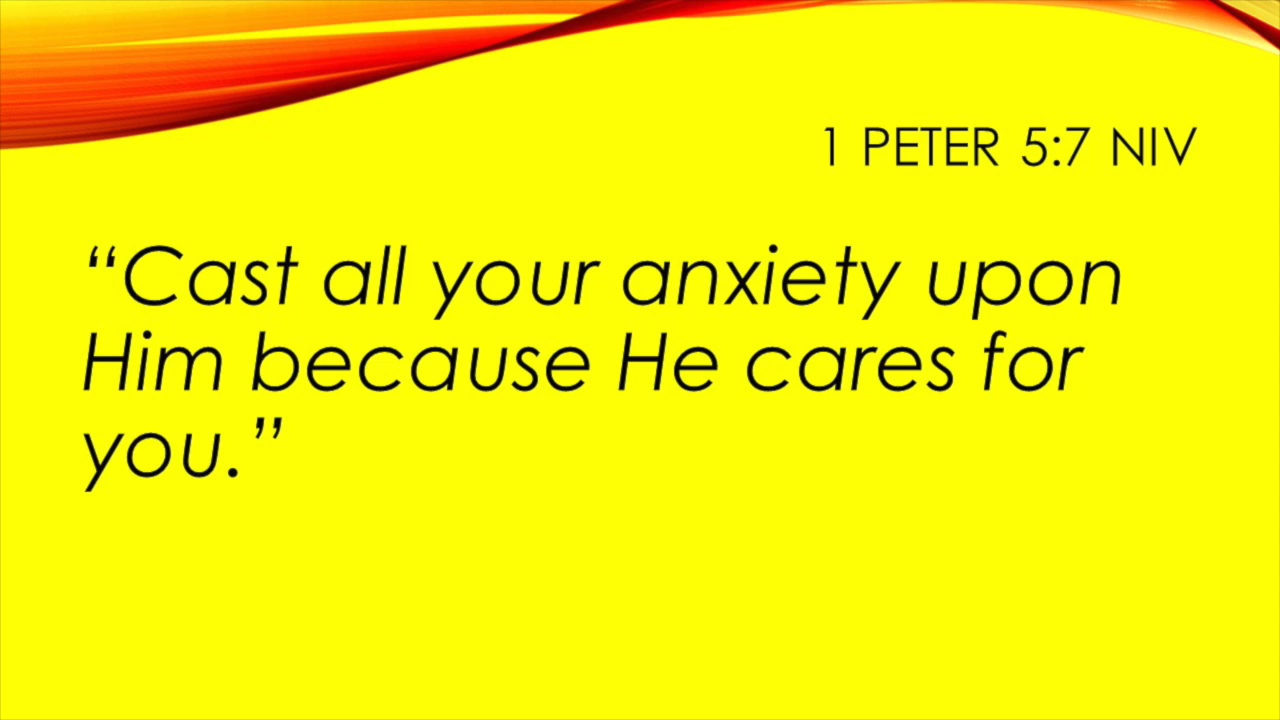 1 PETER 5:7 NIV
“Cast all your anxiety upon
Him because He cares for
you.”